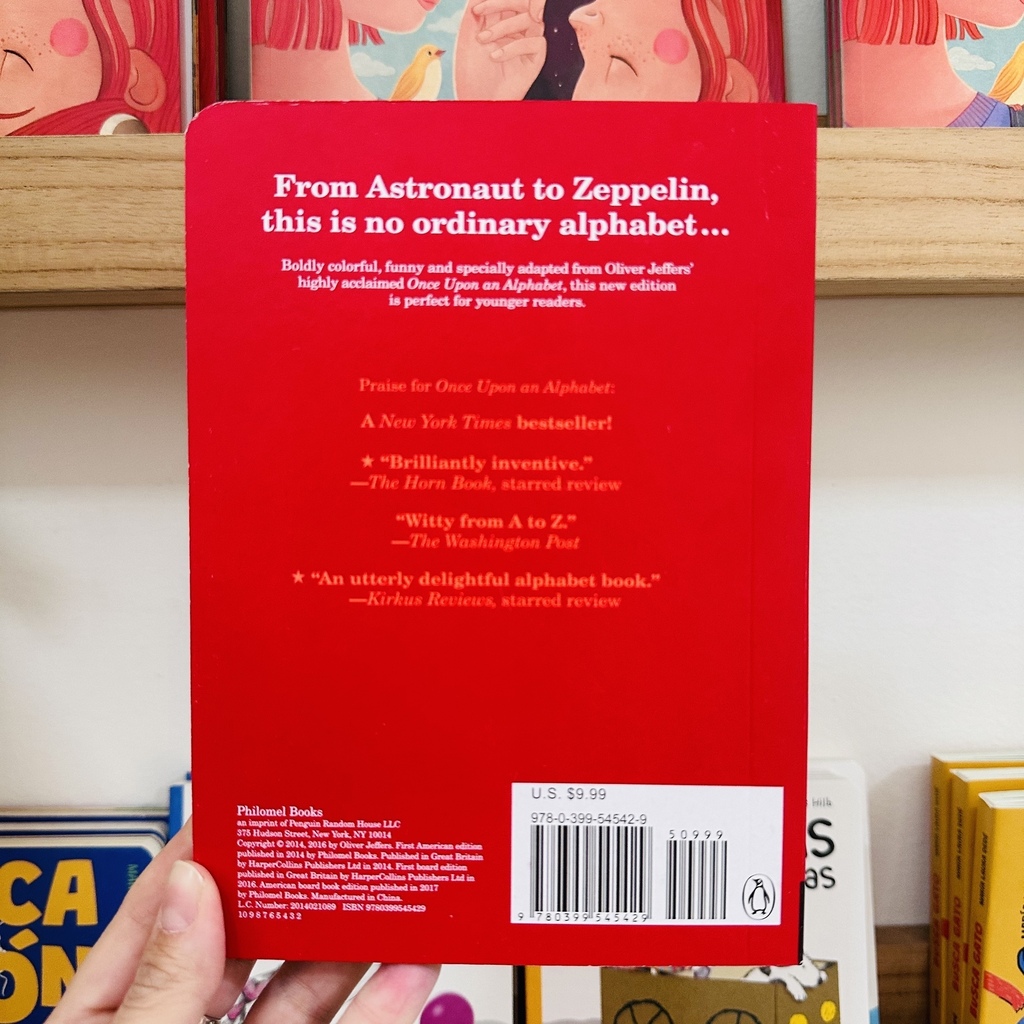 From Astronaut to Zeppelin,
this is no ordinary alphabet...
Boldly colorful, funny and specially adapted from Oliver Jeffers'
highly acclaimed Once Upon an Alphabet, this new edition
is perfect for younger readers.
Praise for Once Upon an Alphabet:
A New York Times bestseller!
★ “Brilliantly inventive.”
—The Horn Book, starred review
“Witty from A to Z.”
—The Washington Post
★ “An utterly delightful alphabet book.”
—Kirkus Reviews, starred review
Philomel Books
an imprint of Penguin Random House LLC
375 Hudson Street, New York, NY 10014
Copyright © 2014, 2016 by Oliver Jeffers. First American edition
published in 2014 by Philomel Books. Published in Great Britain
by HarperCollins Publishers Ltd in 2014. First board edition
published in Great Britain by HarperCollins Publishers Ltd in
2016. American board book edition published in 2017
by Philomel Books. Manufactured in China.
L.C. Number: 2014021089 ISBN 9780399545429
10 9 8 7 6 5 4 3 2
U.S. $9.99
978-0-399-54542-9
50999
9 780399 545429
CA
ÓN
S
as
BUSCA GATO
BUSCA GATO